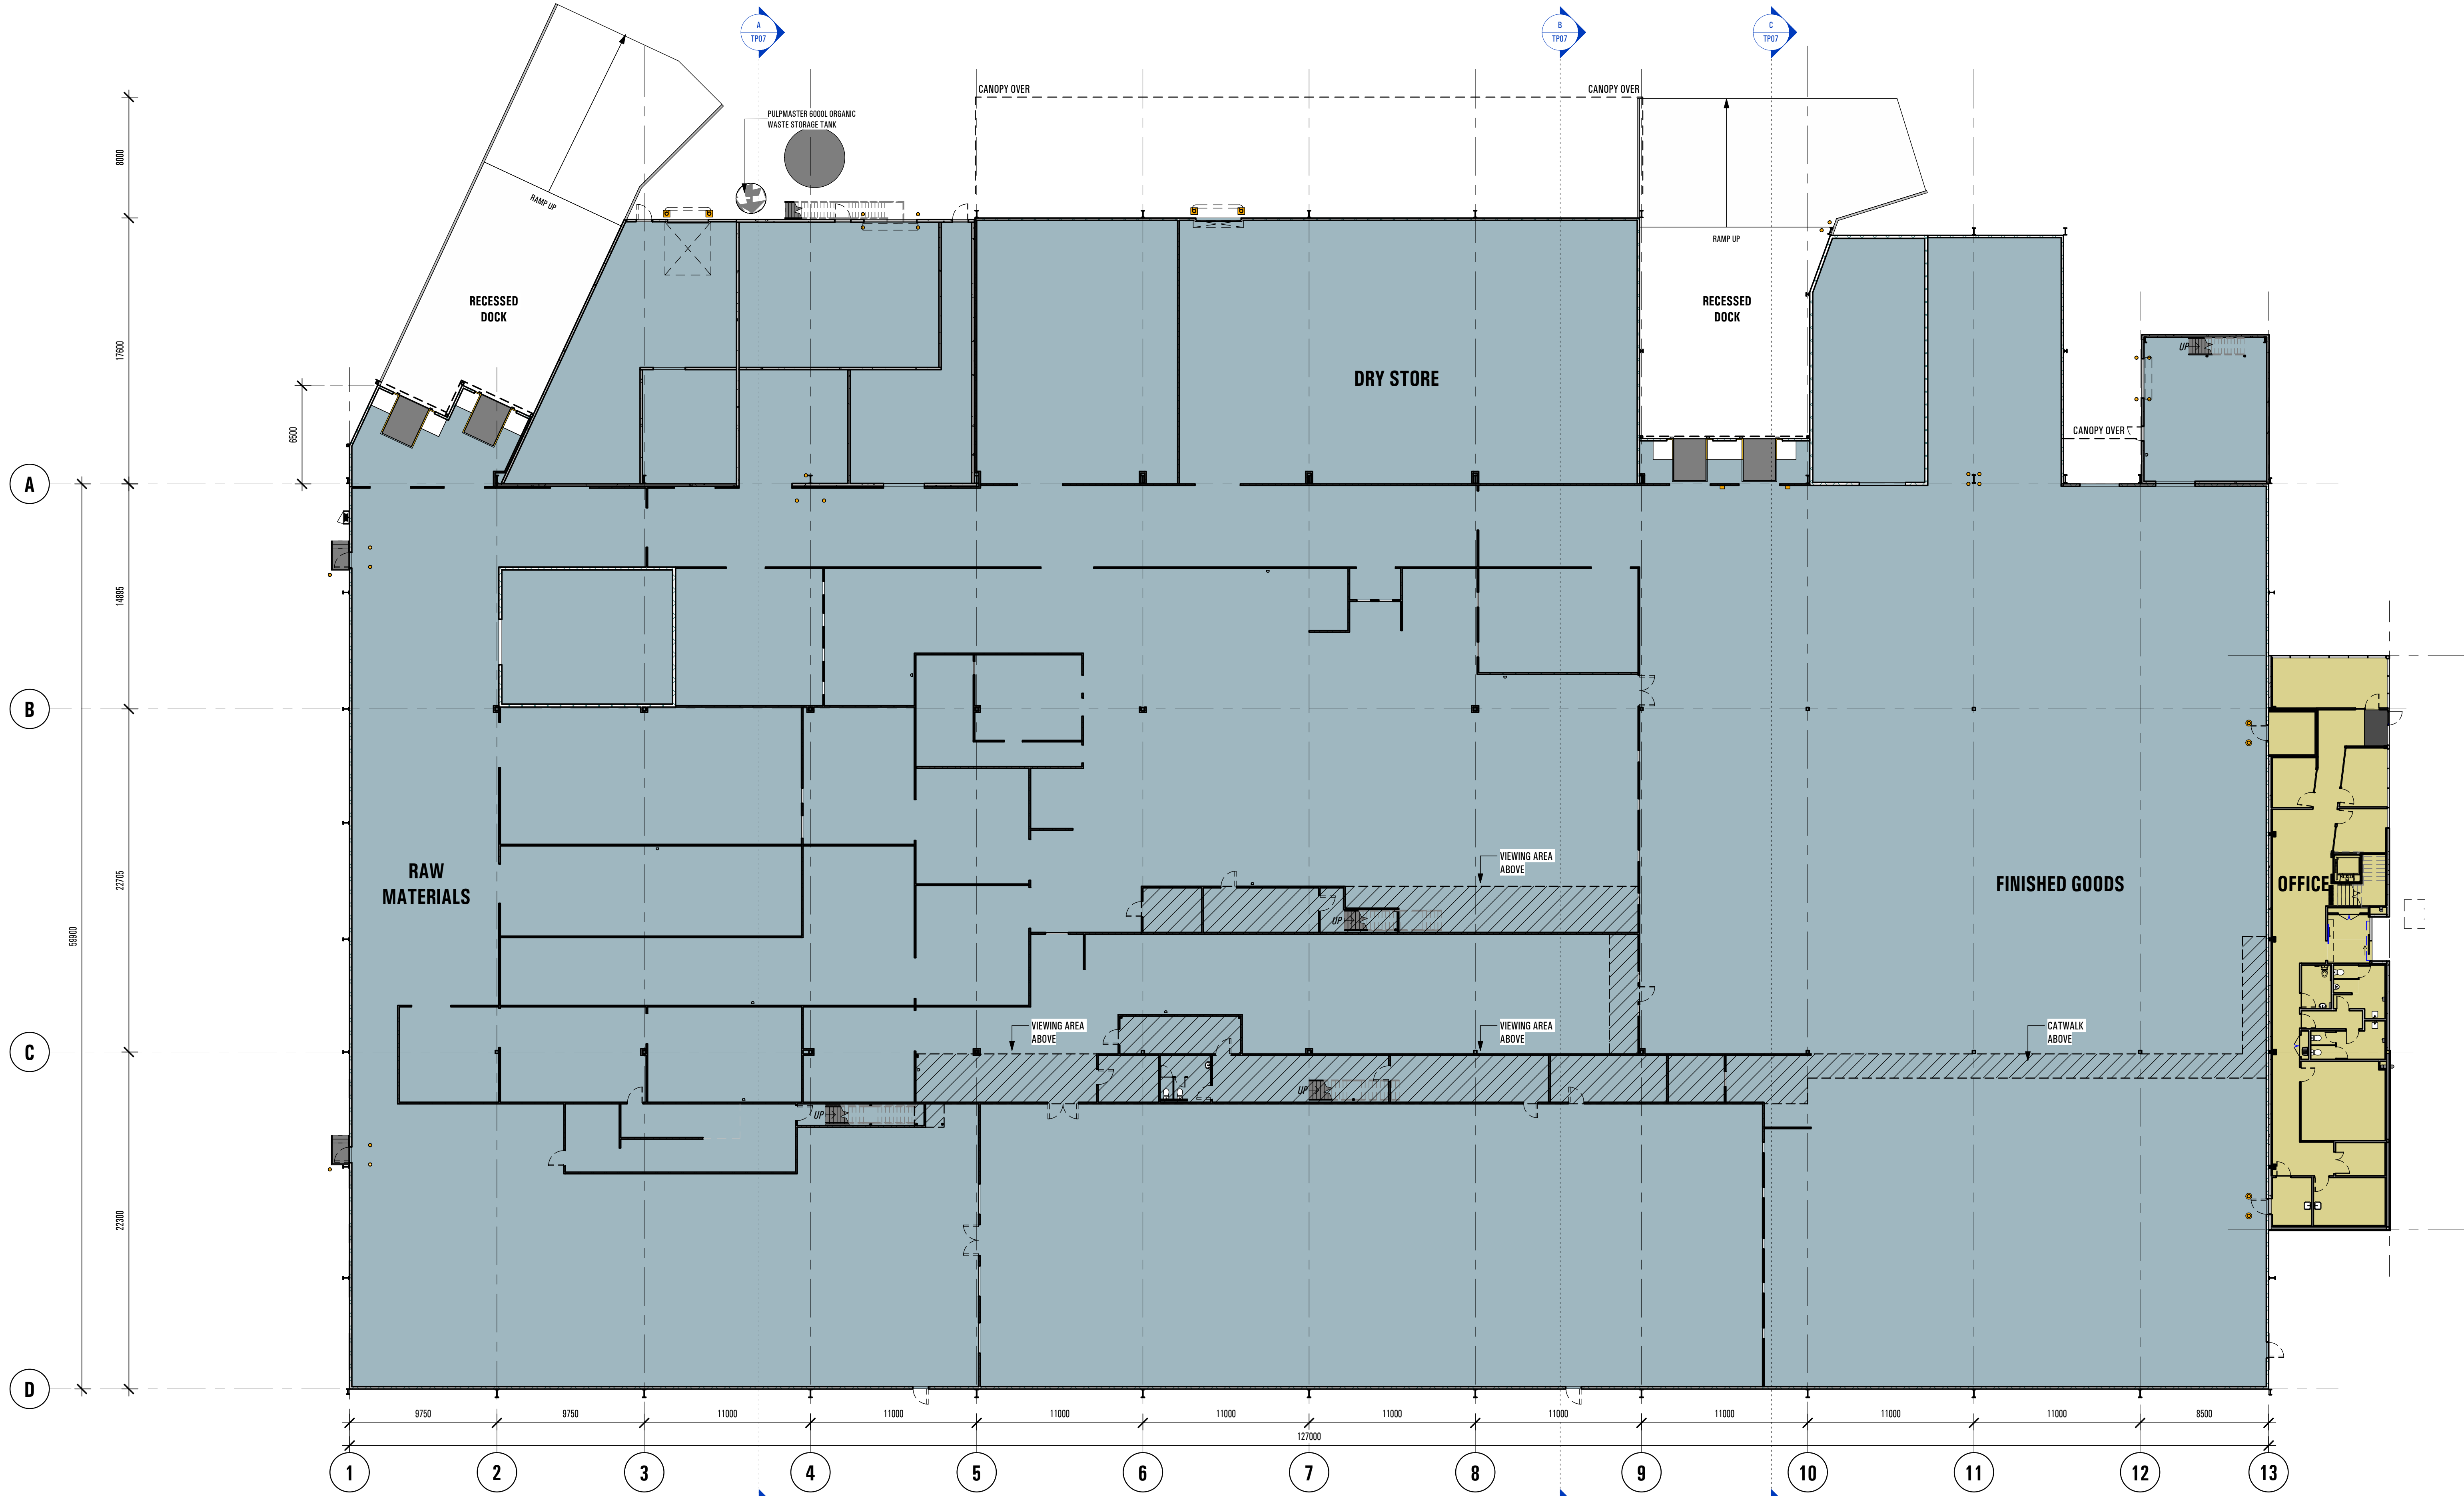 A
TP07
B
TP07
C
TP07
CANOPY OVER
CANOPY OVER
PULPMASTER 6000L ORGANIC
WASTE STORAGE TANK
8000
RAMP UP
RAMP UP
RECESSED
DOCK
RECESSED
DOCK
17600
UP
DRY STORE
6500
CANOPY OVER
A
14895
B
VIEWING AREA
ABOVE
RAW
MATERIALS
22705
FINISHED GOODS
OFFICE
UP
59900
VIEWING AREA
ABOVE
VIEWING AREA
ABOVE
CATWALK
ABOVE
C
UP
UP
22300
D
9750
9750
11000
11000
11000
11000
11000
11000
11000
11000
11000
8500
127000
1
2
3
4
5
6
7
8
9
10
11
12
13